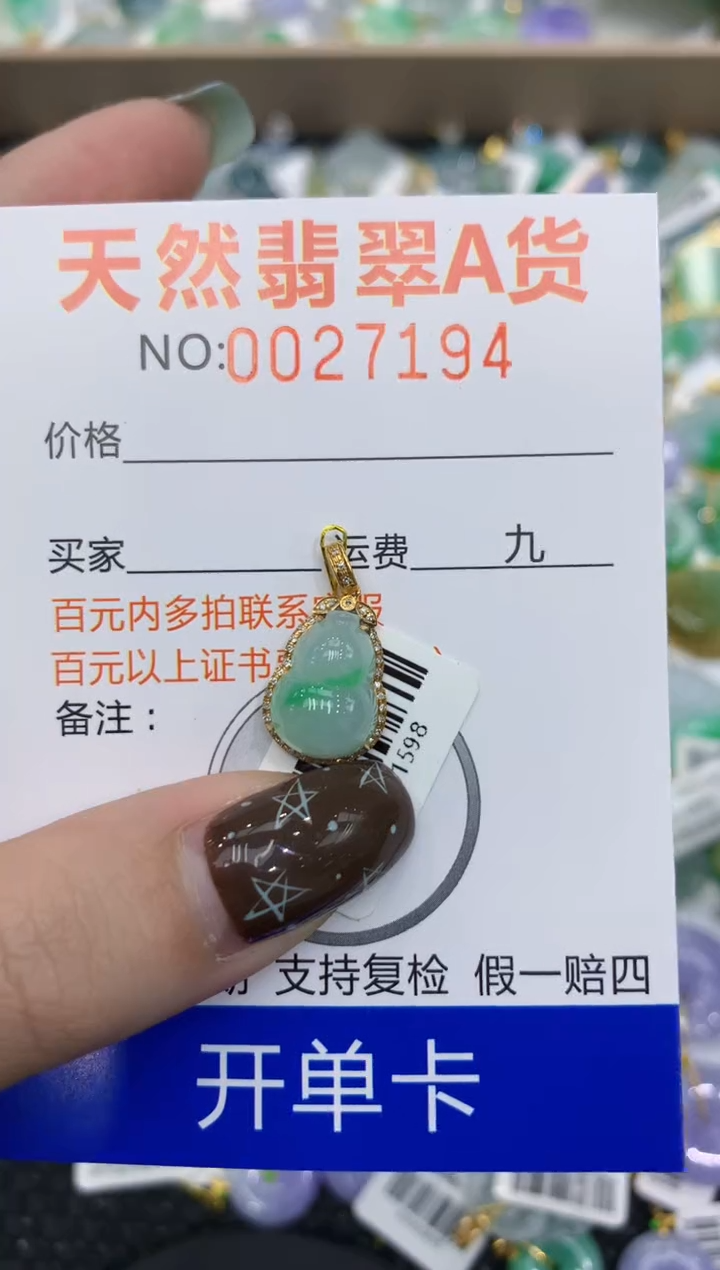 天然翡翠A货
NO:0027194
价格
买家 运费 九
百元内多拍联系
百元以上证书
备注：
1598
支持复检 假一赔四
开单卡